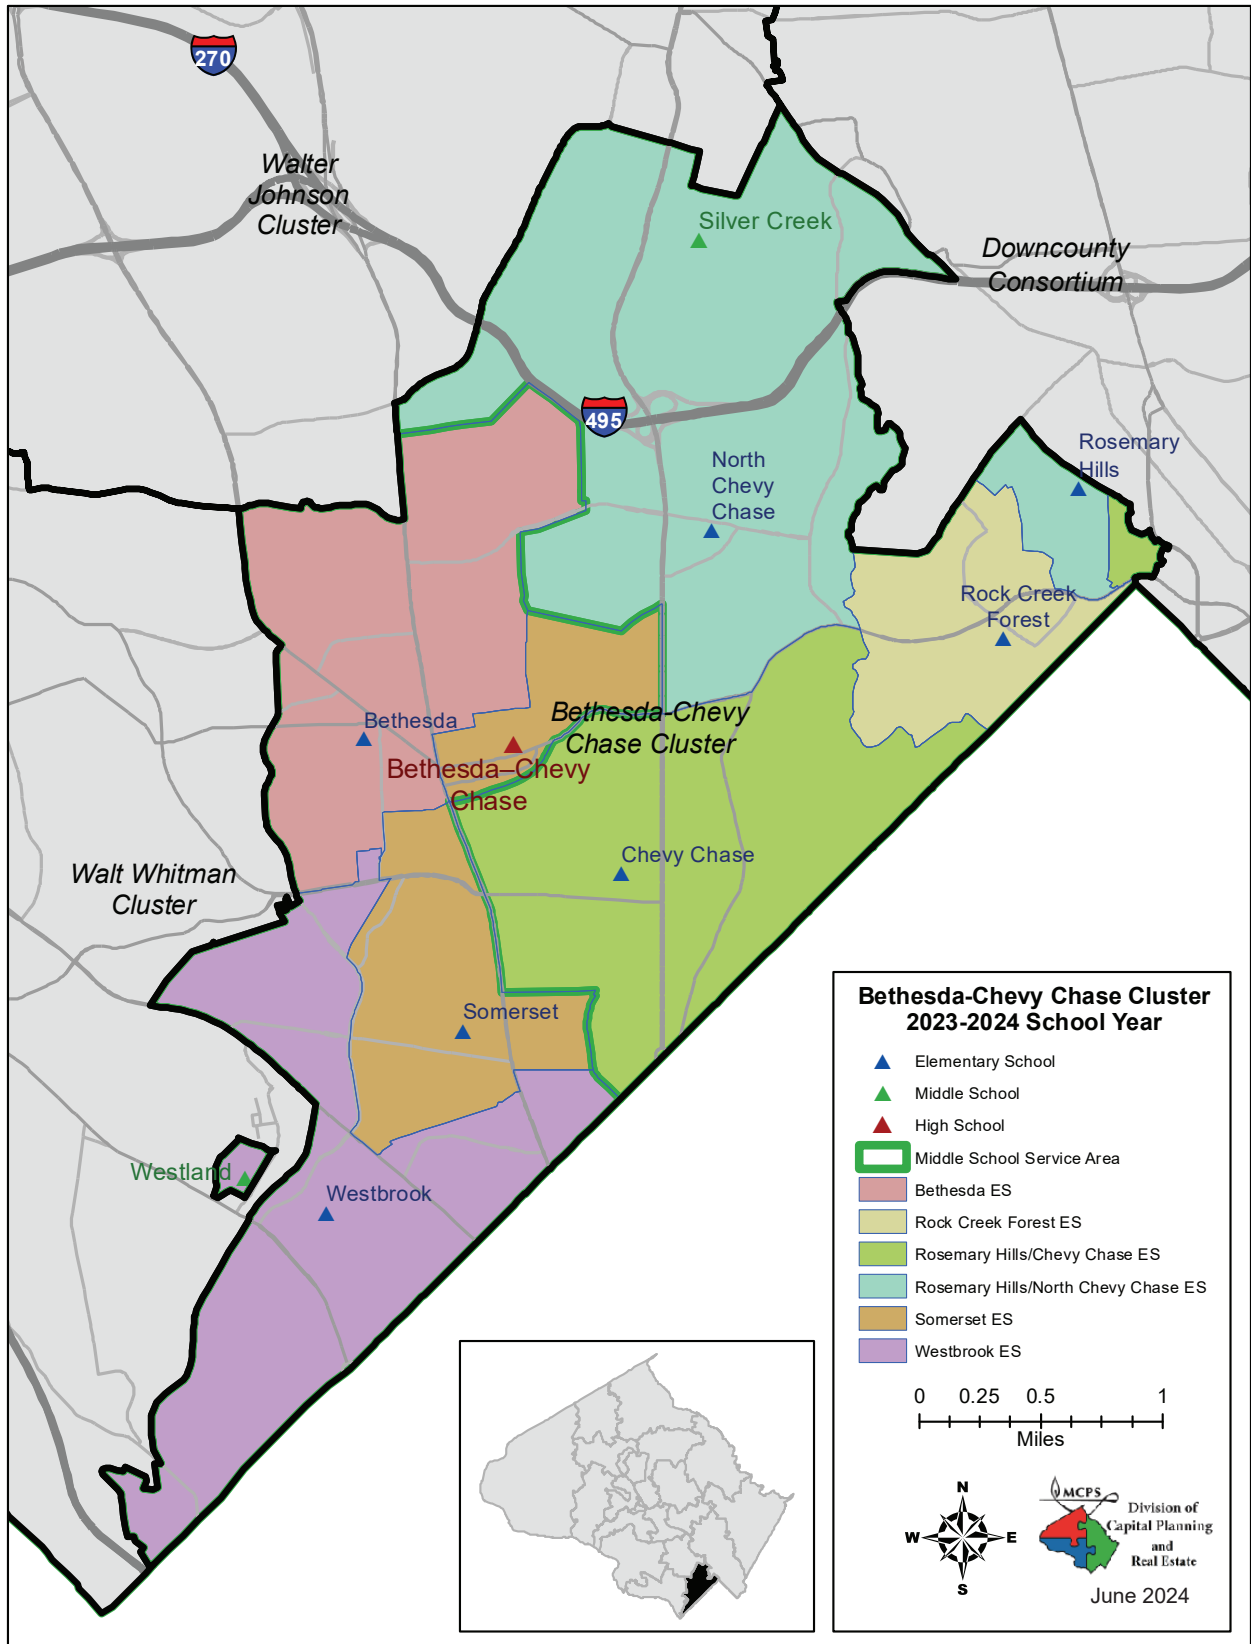 270
Walter
Johnson
Cluster
Silver Creek
Downcounty
Consortium
495
North
Chevy
Chase
Rosemary
Hills
Rock Creek
Forest
Bethesda
Bethesda-Chevy
Chase Cluster
Bethesda–Chevy
Chase
Chevy Chase
Walt Whitman
Cluster
Somerset
Westland
Westbrook
Bethesda-Chevy Chase Cluster
2023-2024 School Year
Elementary School
Middle School
High School
Middle School Service Area
Bethesda ES
Rock Creek Forest ES
Rosemary Hills/Chevy Chase ES
Rosemary Hills/North Chevy Chase ES
Somerset ES
Westbrook ES
0 0.25 0.5 1
Miles
N
W E
S
MCPS
Division of
Capital Planning
and
Real Estate
June 2024